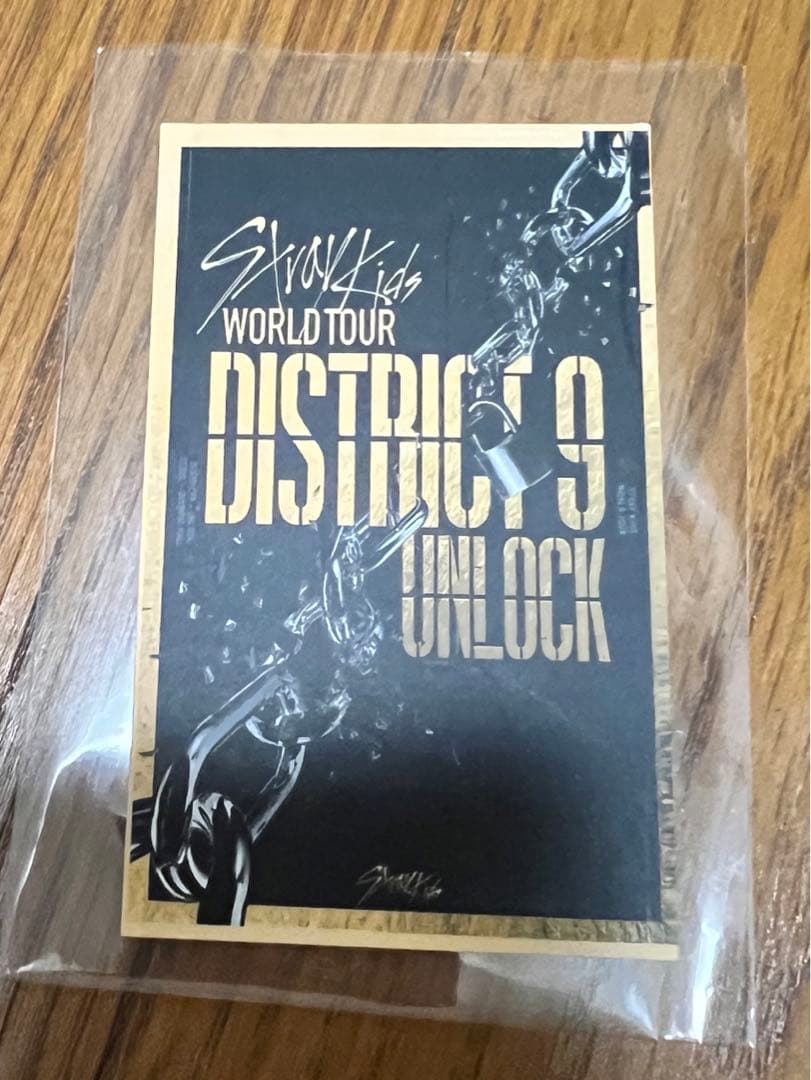 Stray Kids
WORLD TOUR
DISTRICT 9
UNLOCK
Stray Kids